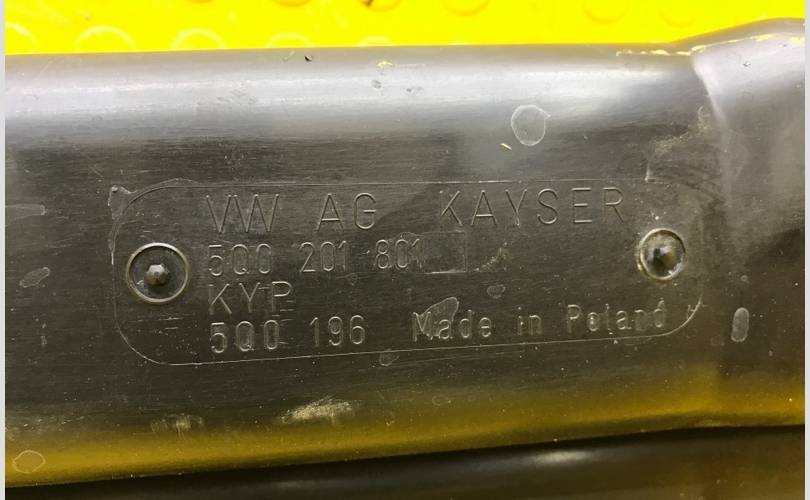 VW AG KAYSER
5Q0 201 801
KYP
5Q0 196 Made in Poland